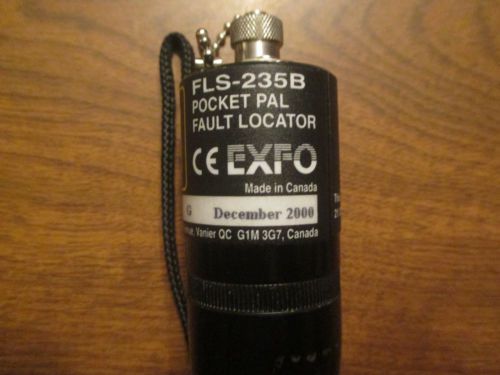 FLS-235B
POCKET PAL
FAULT LOCATOR
CE EXFO
Made in Canada
G December 2000
Vanier QC G1M 3G7, Canada